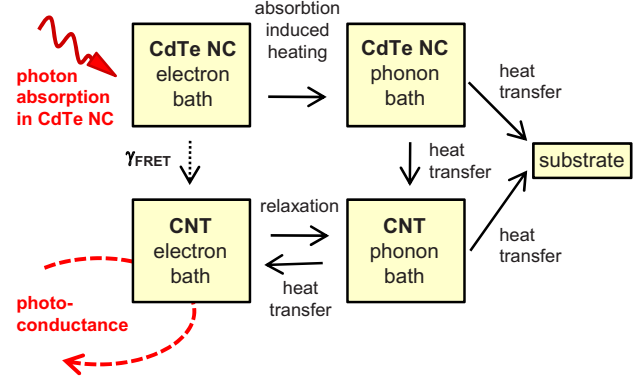 absorbtion
induced
heating
CdTe NC
electron
bath
CdTe NC
phonon
bath
photon
absorption
in CdTe NC
heat
transfer
substrate
γFRET
heat
transfer
CNT
electron
bath
relaxation
heat
transfer
CNT
phonon
bath
heat
transfer
photo-
conductance